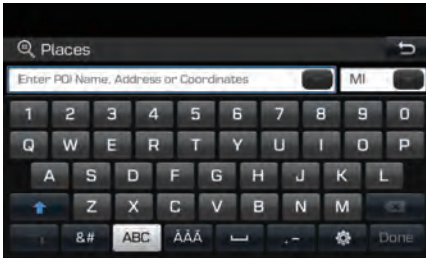 Places
Enter POI Name, Address or Coordinates MI
1 2 3 4 5 6 7 8 9 0
Q W E R T Y U I O P
A S D F G H J K L
Z X C V B N M
&# ABC ÀÁÂ .- Done